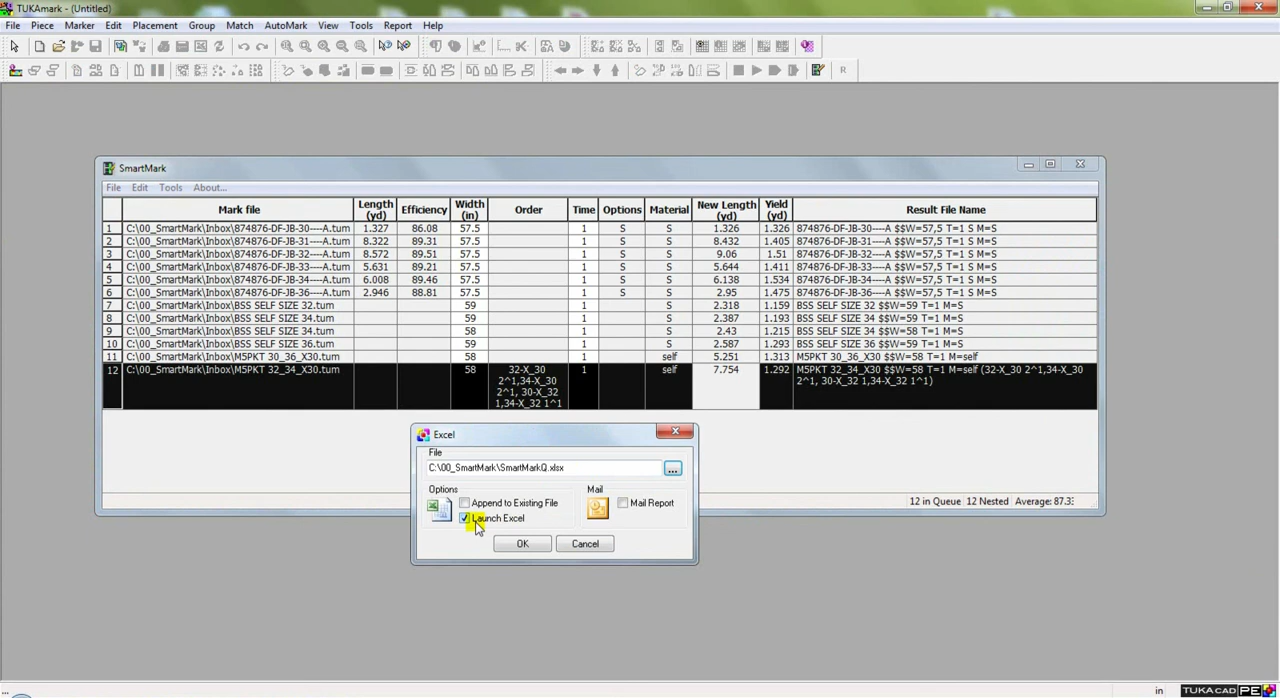 TUKAmark - (Untitled)
File Piece Marker Edit Placement Group Match AutoMark View Tools Report Help
R
SmartMark
File Edit Tools About...
Mark file Length (yd) Efficiency Width (in) Order Time Options Material New Length (yd) Yield (yd) Result File Name
1 C:\00_SmartMark\Inbox\874876-DF-JB-30----A.tum 1.327 86.08 57.5 1 S S 1.326 1.326 874876-DF-JB-30----A $$W=57,5 T=1 S M=S
2 C:\00_SmartMark\Inbox\874876-DF-JB-31----A.tum 8.322 89.31 57.5 1 S S 8.432 1.405 874876-DF-JB-31----A $$W=57,5 T=1 S M=S
3 C:\00_SmartMark\Inbox\874876-DF-JB-32----A.tum 8.572 89.51 57.5 1 S S 9.06 1.51 874876-DF-JB-32----A $$W=57,5 T=1 S M=S
4 C:\00_SmartMark\Inbox\874876-DF-JB-33----A.tum 5.631 89.21 57.5 1 S S 5.644 1.411 874876-DF-JB-33----A $$W=57,5 T=1 S M=S
5 C:\00_SmartMark\Inbox\874876-DF-JB-34----A.tum 6.008 89.46 57.5 1 S S 6.138 1.534 874876-DF-JB-34----A $$W=57,5 T=1 S M=S
6 C:\00_SmartMark\Inbox\874876-DF-JB-36----A.tum 2.946 88.81 57.5 1 S S 2.95 1.475 874876-DF-JB-36----A $$W=57,5 T=1 S M=S
7 C:\00_SmartMark\Inbox\BSS SELF SIZE 32.tum 59 1 S 2.318 1.159 BSS SELF SIZE 32 $$W=59 T=1 M=S
8 C:\00_SmartMark\Inbox\BSS SELF SIZE 34.tum 59 1 S 2.387 1.193 BSS SELF SIZE 34 $$W=59 T=1 M=S
9 C:\00_SmartMark\Inbox\BSS SELF SIZE 34.tum 58 1 S 2.43 1.215 BSS SELF SIZE 34 $$W=58 T=1 M=S
10 C:\00_SmartMark\Inbox\BSS SELF SIZE 36.tum 59 1 S 2.587 1.293 BSS SELF SIZE 36 $$W=59 T=1 M=S
11 C:\00_SmartMark\Inbox\M5PKT 30_36_X30.tum 58 1 self 5.251 1.313 M5PKT 30_36_X30 $$W=58 T=1 M=self
12 C:\00_SmartMark\Inbox\M5PKT 32_34_X30.tum 58 32-X_30 1 self 7.754 1.292 M5PKT 32_34_X30 $$W=58 T=1 M=self (32-X_30 2^1,34-X_30
2^1,34-X_30 2^1, 30-X_32 1,34-X_32 1^1)
2^1, 30-X_32
1,34-X_32 1^1
Excel
File
C:\00_SmartMark\SmartMarkQ.xlsx ...
Options Mail
Append to Existing File Mail Report
Launch Excel
OK Cancel
12 in Queue 12 Nested Average: 87.3
... in TUKACAD PE